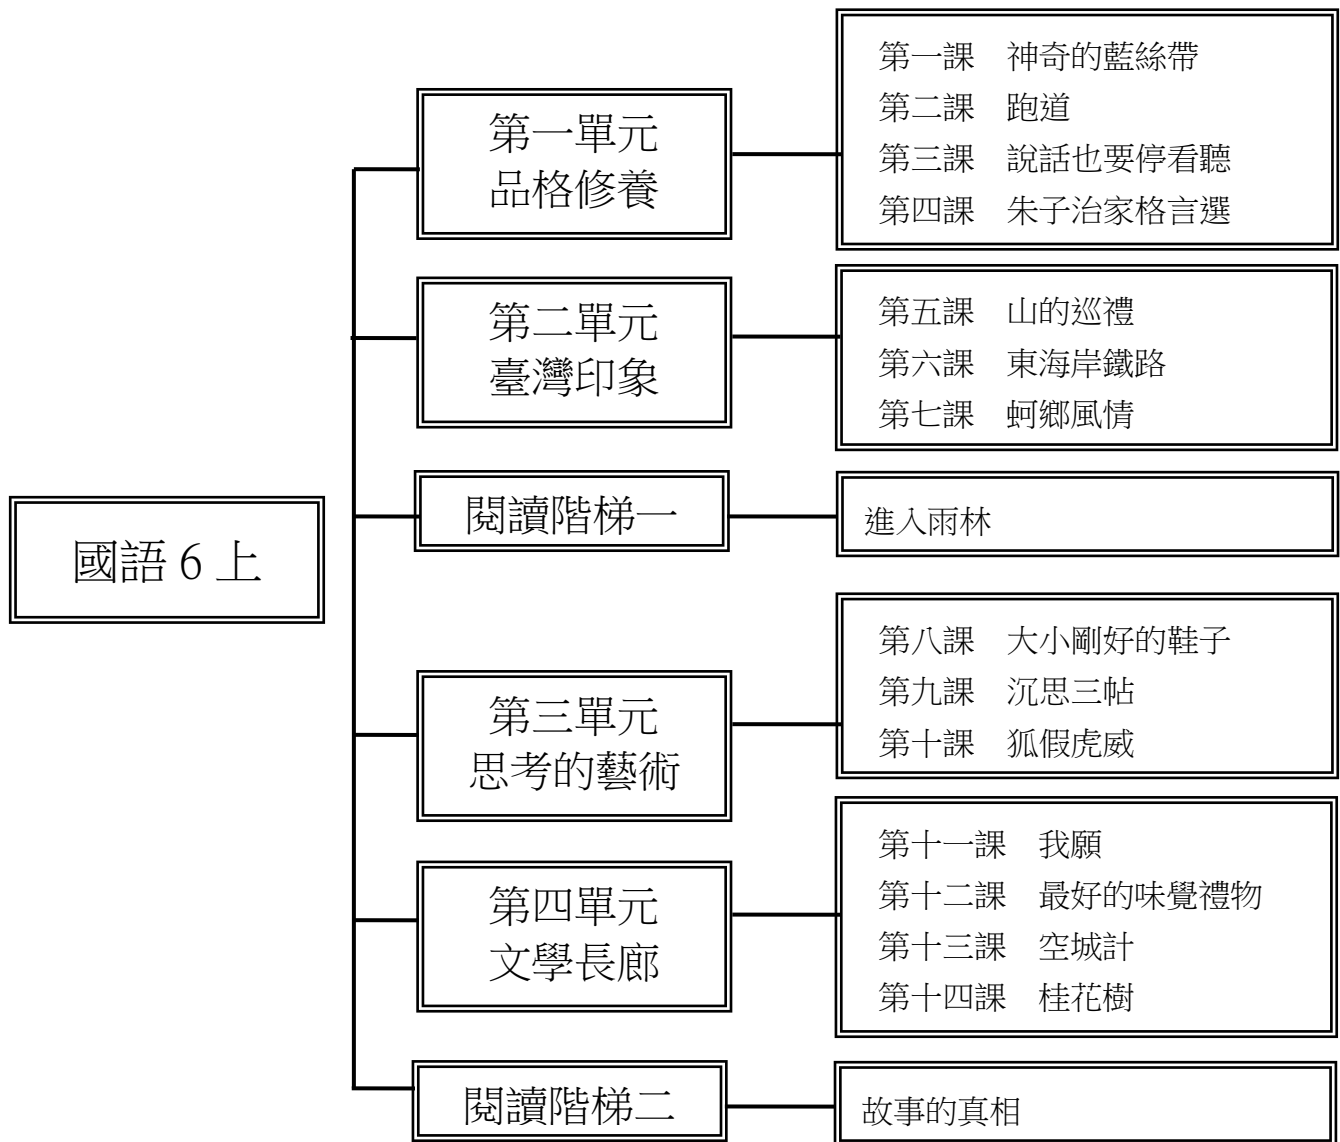 國語 6 上
第一單元
品格修養
第一課　神奇的藍絲帶
第二課　跑道
第三課　說話也要停看聽
第四課　朱子治家格言選
第二單元
臺灣印象
第五課　山的巡禮
第六課　東海岸鐵路
第七課　蚵鄉風情
閱讀階梯一
進入雨林
第三單元
思考的藝術
第八課　大小剛好的鞋子
第九課　沉思三帖
第十課　狐假虎威
第四單元
文學長廊
第十一課　我願
第十二課　最好的味覺禮物
第十三課　空城計
第十四課　桂花樹
閱讀階梯二
故事的真相